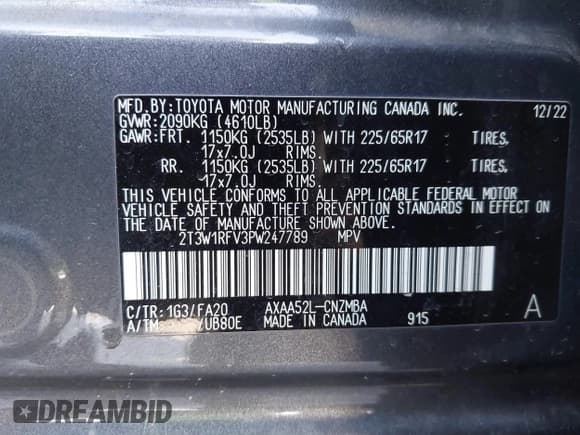 MFD.BY:TOYOTA MOTOR MANUFACTURING CANADA INC. 12/22
GVWR:2090KG (4610LB)
GAWR:FRT. 1150KG (2535LB) WITH 225/65R17 TIRES,
17x7.0J RIMS.
RR. 1150KG (2535LB) WITH 225/65R17 TIRES,
17x7.0J RIMS.
THIS VEHICLE CONFORMS TO ALL APPLICABLE FEDERAL MOTOR
VEHICLE SAFETY AND THEFT PREVENTION STANDARDS IN EFFECT ON
THE DATE OF MANUFACTURE SHOWN ABOVE.
2T3W1RFV3PW247789 MPV
C/TR:1G3/FA20 AXAA52L-CNZMBA A
A/TM: /UB80E MADE IN CANADA 915
DREAMBID